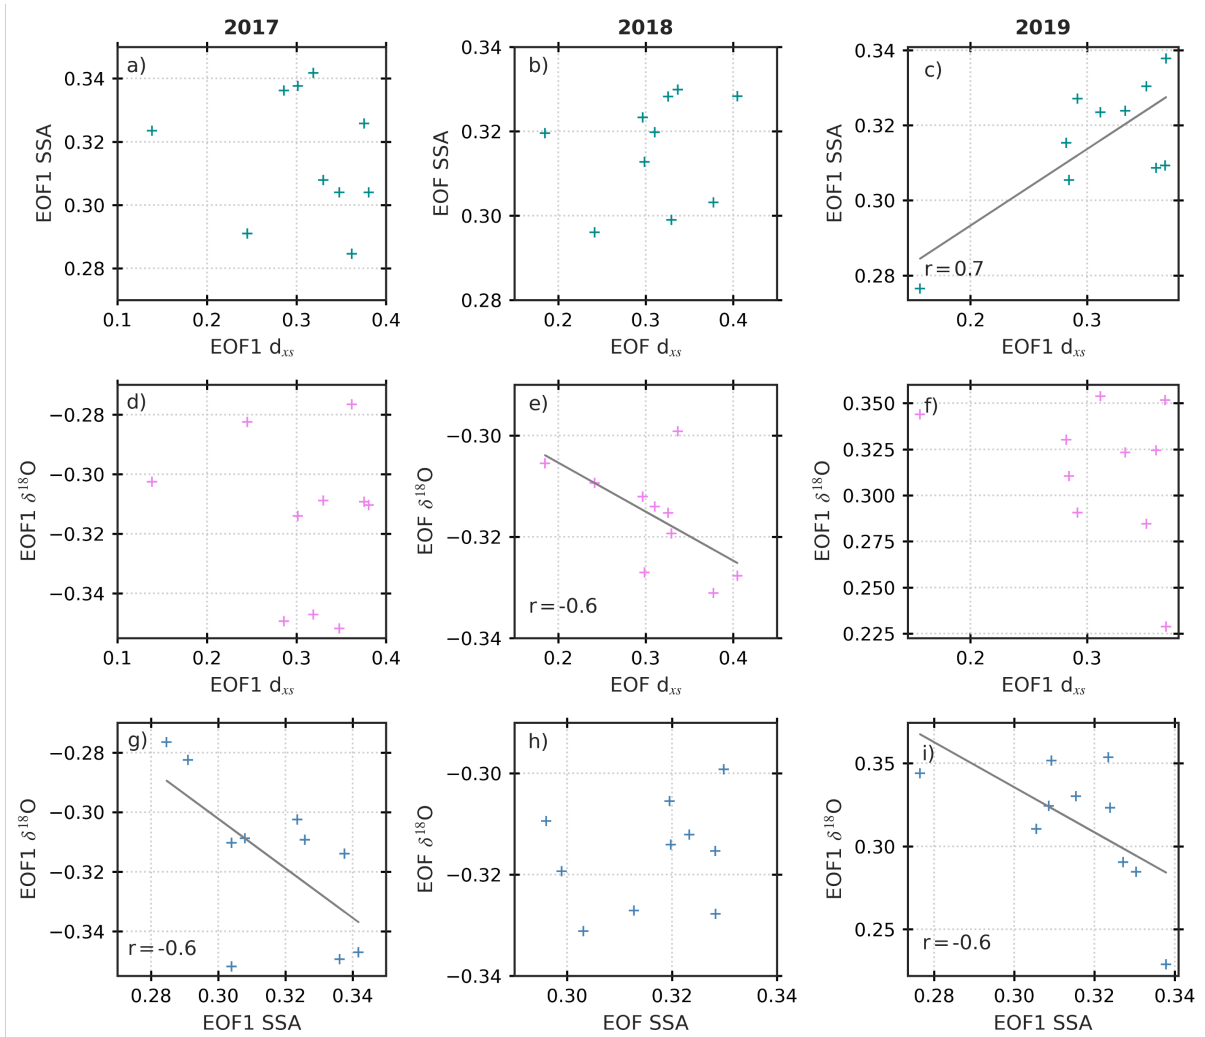 2017
2018
2019
a)
0.34
0.32
0.30
0.28
EOF1 SSA
0.1 0.2 0.3 0.4
EOF1 dxs
b)
0.34
0.32
0.30
0.28
EOF SSA
0.2 0.3 0.4
EOF dxs
c)
0.34
0.32
0.30
0.28
EOF1 SSA
r = 0.7
0.2 0.3
EOF1 dxs
d)
−0.28
−0.30
−0.32
−0.34
EOF1 δ18O
0.1 0.2 0.3 0.4
EOF1 dxs
e)
−0.30
−0.32
−0.34
EOF δ18O
r = -0.6
0.2 0.3 0.4
EOF dxs
f)
0.350
0.325
0.300
0.275
0.250
0.225
EOF1 δ18O
0.2 0.3
EOF1 dxs
g)
−0.28
−0.30
−0.32
−0.34
EOF1 δ18O
r = -0.6
0.28 0.30 0.32 0.34
EOF1 SSA
h)
−0.30
−0.32
−0.34
EOF δ18O
0.30 0.32 0.34
EOF SSA
i)
0.35
0.30
0.25
EOF1 δ18O
r = -0.6
0.28 0.30 0.32 0.34
EOF1 SSA